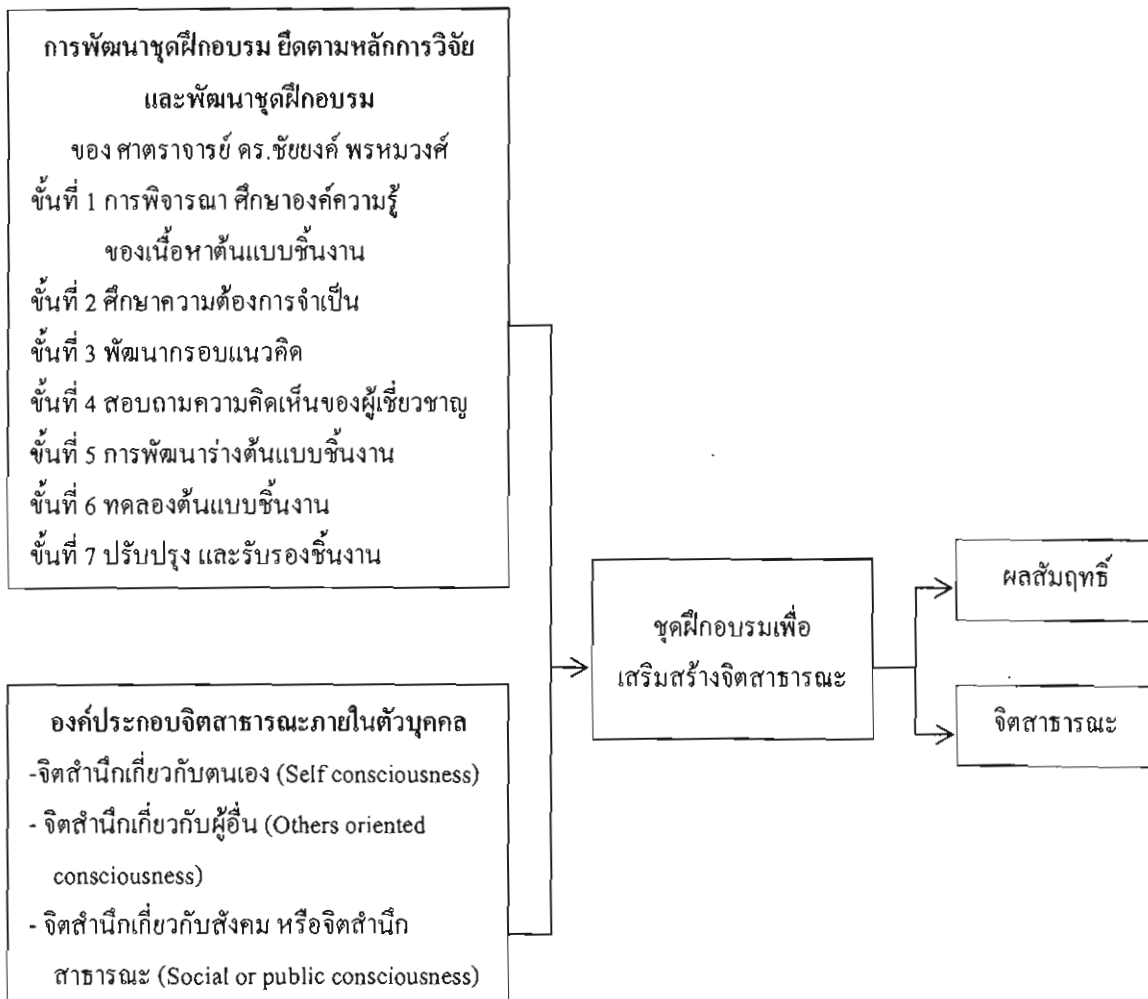 การพัฒนาชุดฝึกอบรม ยึดตามหลักการวิจัย
และพัฒนาชุดฝึกอบรม
ของ ศาตราจารย์ ดร.ชัยยงค์ พรหมวงศ์
ขั้นที่ 1 การพิจารณา ศึกษาองค์ความรู้
ของเนื้อหาต้นแบบชิ้นงาน
ขั้นที่ 2 ศึกษาความต้องการจำเป็น
ขั้นที่ 3 พัฒนากรอบแนวคิด
ขั้นที่ 4 สอบถามความคิดเห็นของผู้เชี่ยวชาญ
ขั้นที่ 5 การพัฒนาร่างต้นแบบชิ้นงาน
ขั้นที่ 6 ทดลองต้นแบบชิ้นงาน
ขั้นที่ 7 ปรับปรุง และรับรองชิ้นงาน
องค์ประกอบจิตสาธารณะภายในตัวบุคคล
-จิตสำนึกเกี่ยวกับตนเอง (Self consciousness)
- จิตสำนึกเกี่ยวกับผู้อื่น (Others oriented
consciousness)
- จิตสำนึกเกี่ยวกับสังคม หรือจิตสำนึก
สาธารณะ (Social or public consciousness)
ชุดฝึกอบรมเพื่อ
เสริมสร้างจิตสาธารณะ
ผลสัมฤทธิ์
จิตสาธารณะ